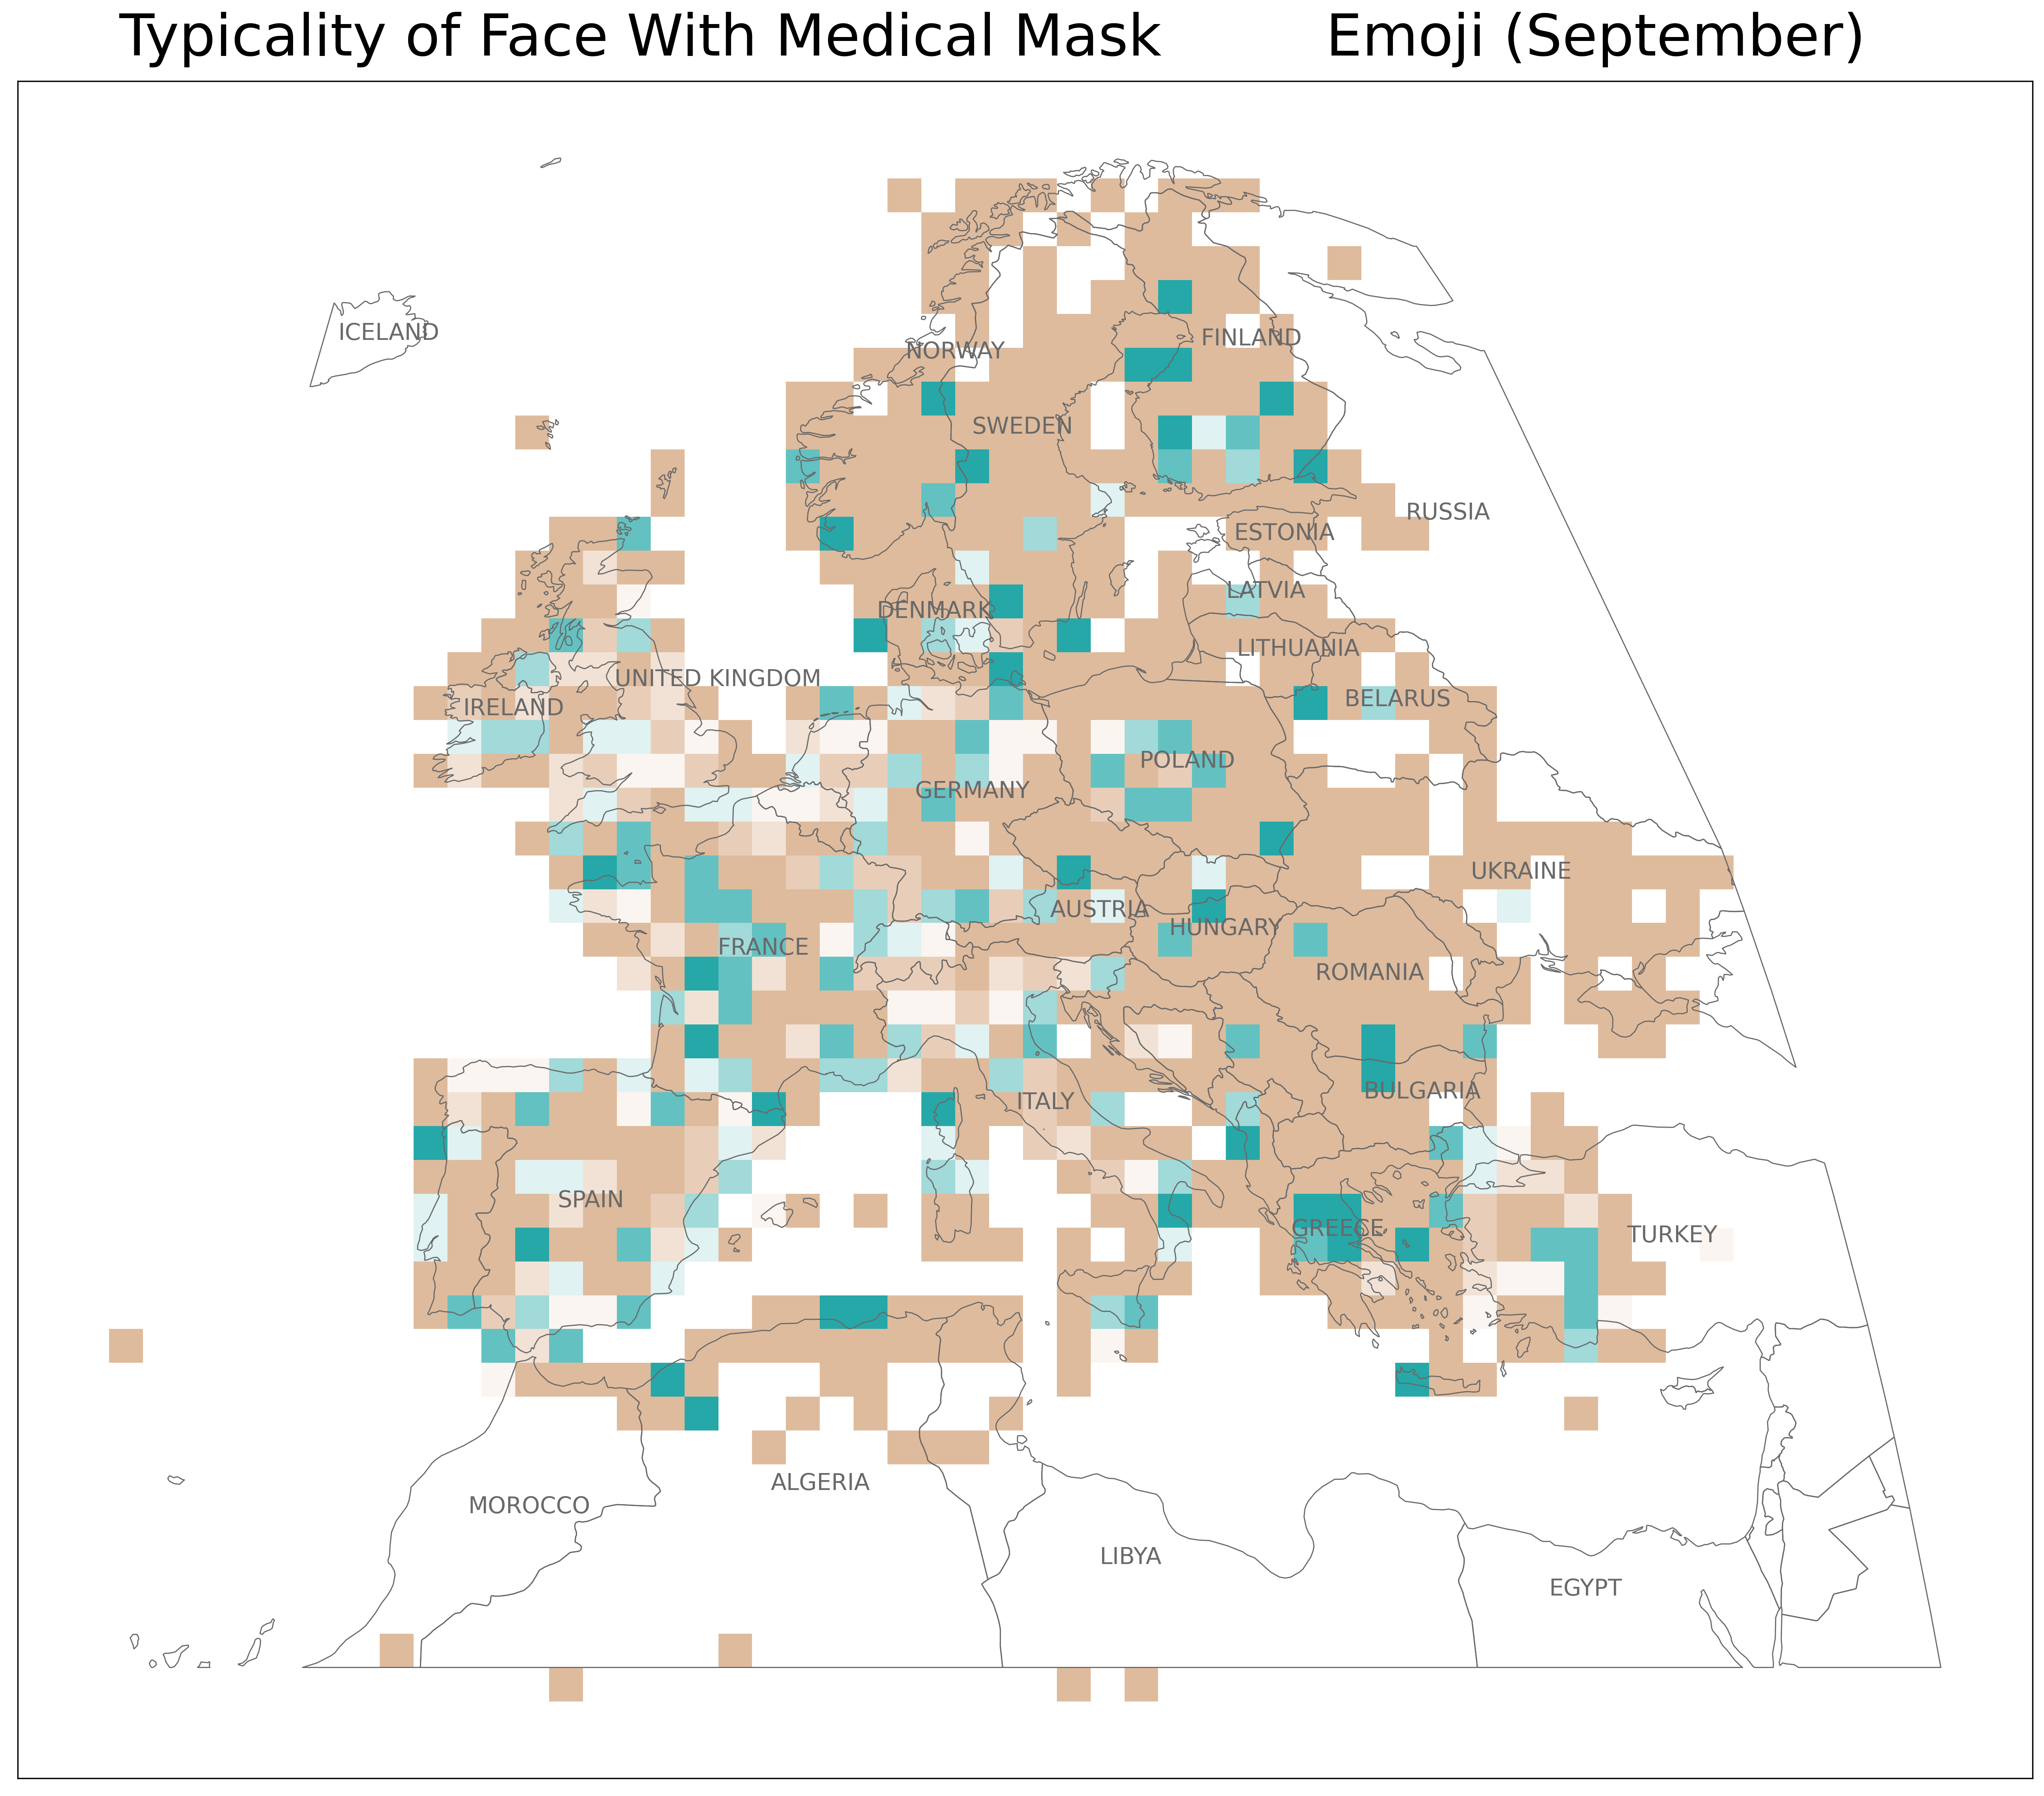 Typicality of Face With Medical Mask Emoji (September)
ICELAND
FINLAND
NORWAY
SWEDEN
RUSSIA
ESTONIA
LATVIA
DENMARK
LITHUANIA
UNITED KINGDOM
BELARUS
IRELAND
POLAND
GERMANY
UKRAINE
AUSTRIA
HUNGARY
FRANCE
ROMANIA
BULGARIA
ITALY
SPAIN
GREECE
TURKEY
ALGERIA
MOROCCO
LIBYA
EGYPT